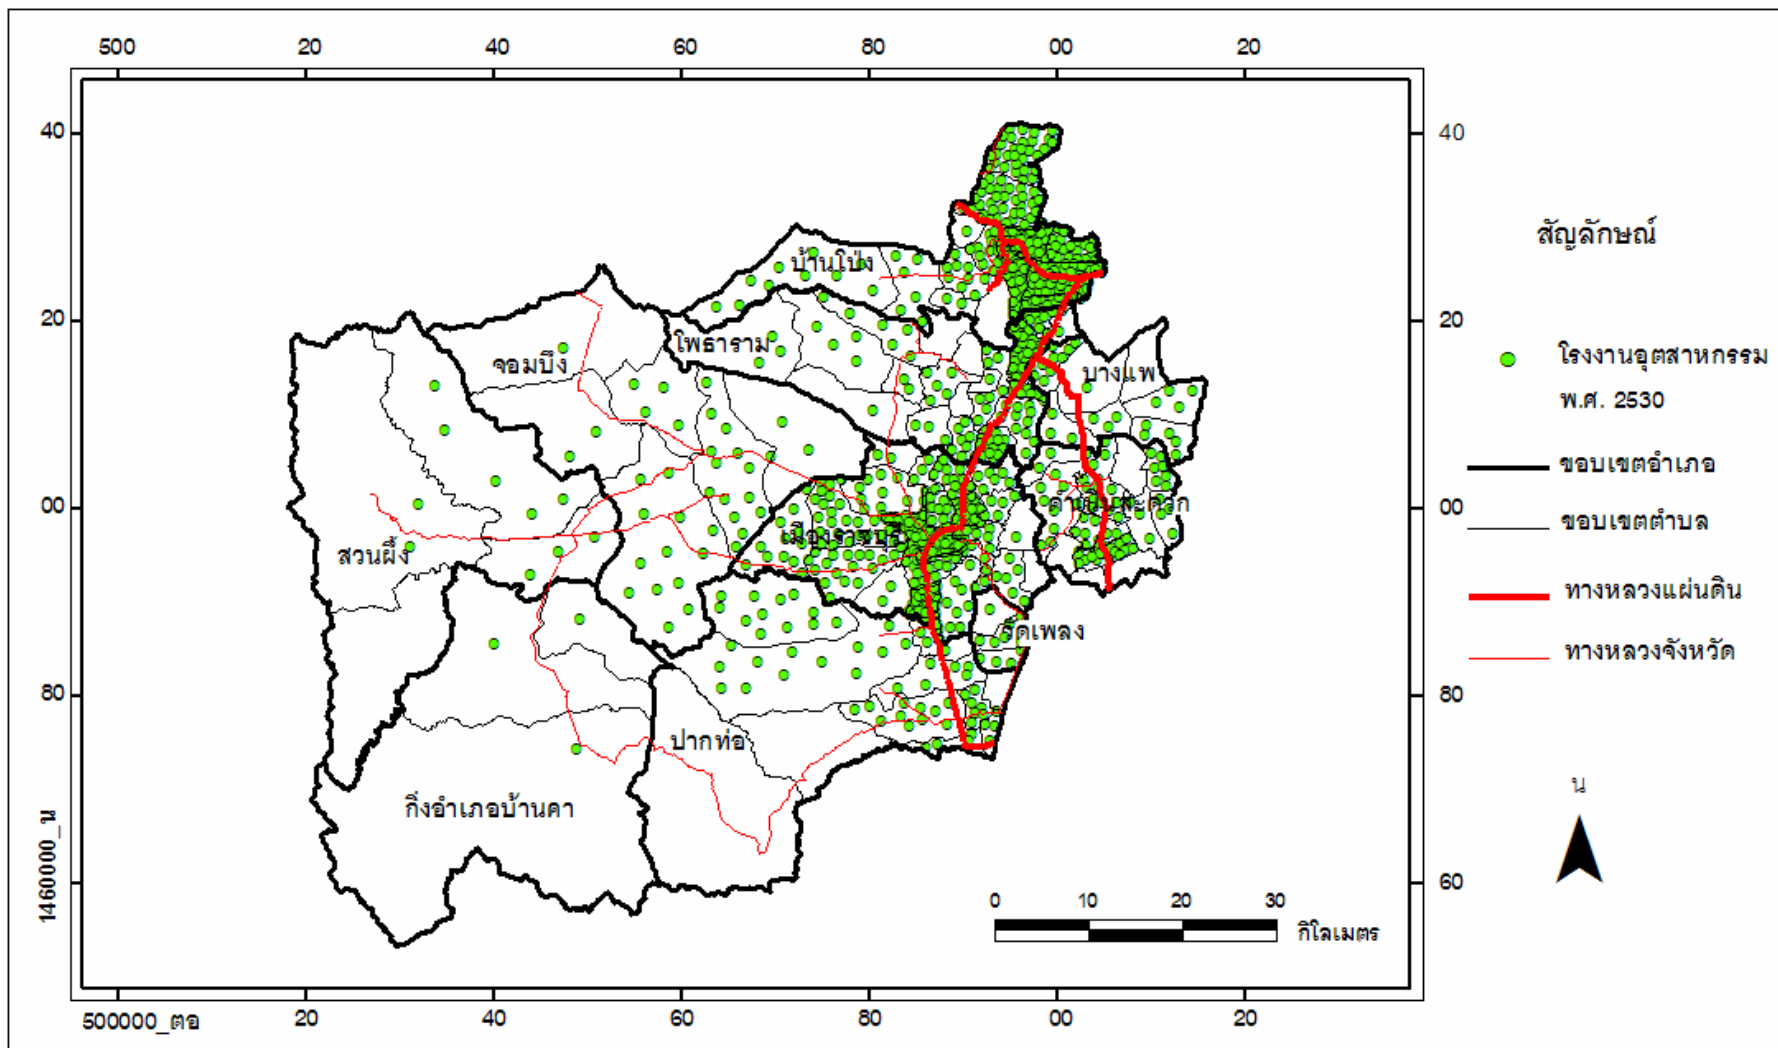 500 20 40 60 80 00 20
40 40
20 20
00 00
80 80
60
1460000_น
500000_ตอ 20 40 60 80 00 20
บ้านโป่ง
โพธาราม
จอมบึง
บางแพ
ดำเนินสะดวก
เมืองราชบุรี
สวนผึ้ง
วัดเพลง
ปากท่อ
กิ่งอำเภอบ้านคา
0 10 20 30
กิโลเมตร
สัญลักษณ์
โรงงานอุตสาหกรรม
พ.ศ. 2530
ขอบเขตอำเภอ
ขอบเขตตำบล
ทางหลวงแผ่นดิน
ทางหลวงจังหวัด
น